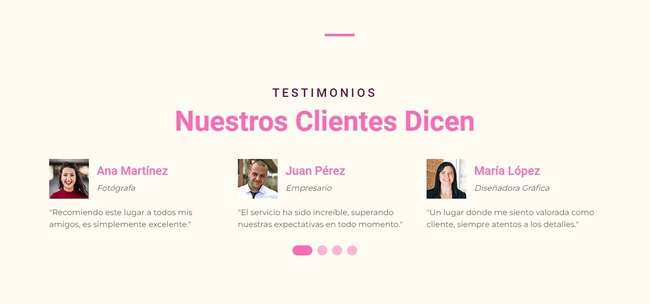 TESTIMONIOS
Nuestros Clientes Dicen
Ana Martínez
Fotógrafa
"Recomiendo este lugar a todos mis
amigos, es simplemente excelente."
Juan Pérez
Empresario
"El servicio ha sido increíble, superando
nuestras expectativas en todo momento."
María López
Diseñadora Gráfica
"Un lugar donde me siento valorada como
cliente, siempre atentos a los detalles."